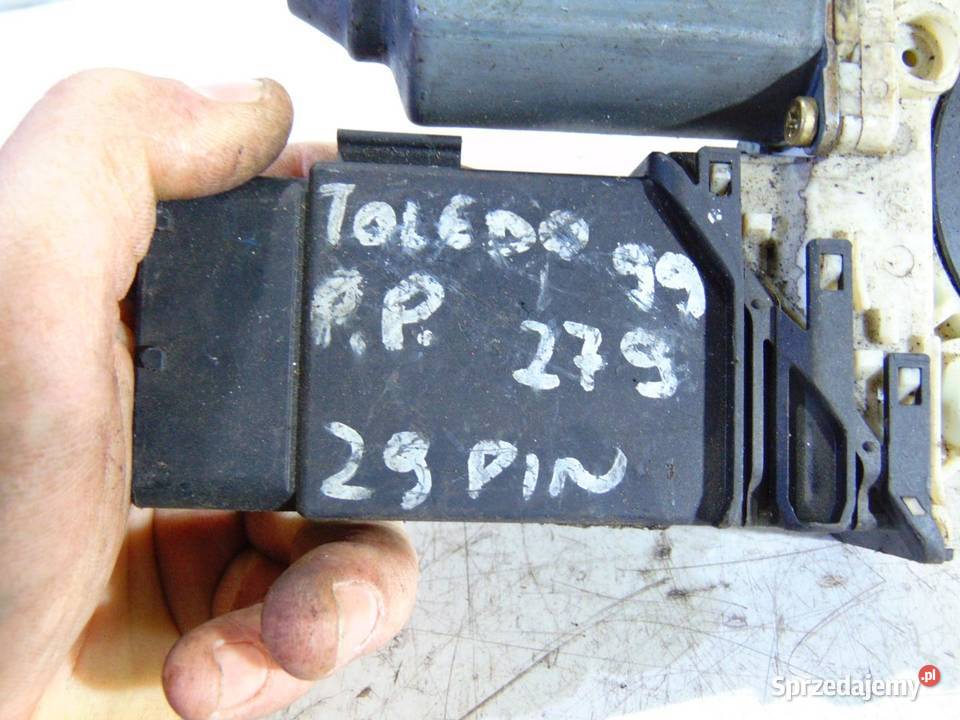 TOLEDO 99
P.P. 279
29 PIN
Sprzedajemy.pl